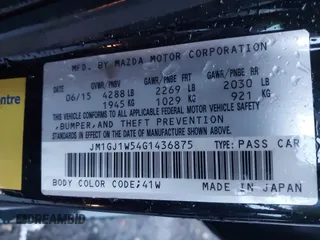 MFD. BY MAZDA MOTOR CORPORATION
GVWR/PNBV GAWR/PNBE FRT GAWR/PNBE RR
06/15 4288 LB 2269 LB 2030 LB
1945 KG 1029 KG 921 KG
THIS VEHICLE CONFORMS TO ALL APPLICABLE FEDERAL MOTOR VEHICLE SAFETY
,BUMPER,AND THEFT PREVENTION
STANDARDS IN EFFECT ON THE DATE OF MANUFACTURE SHOWN ABOVE.
JM1GJ1W54G1436875 TYPE: PASS CAR
BODY COLOR CODE;41W MADE IN JAPAN
entre
©DREAMBID